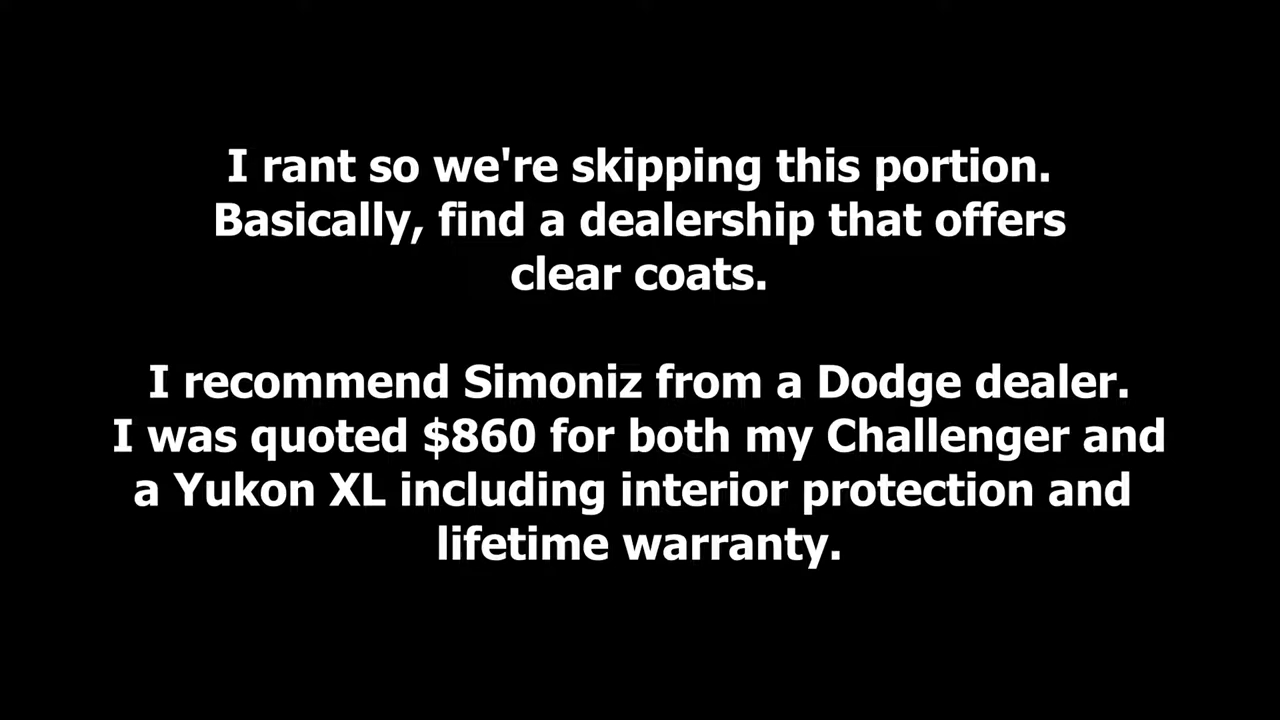 I rant so we're skipping this portion.
Basically, find a dealership that offers
clear coats.
I recommend Simoniz from a Dodge dealer.
I was quoted $860 for both my Challenger and
a Yukon XL including interior protection and
lifetime warranty.